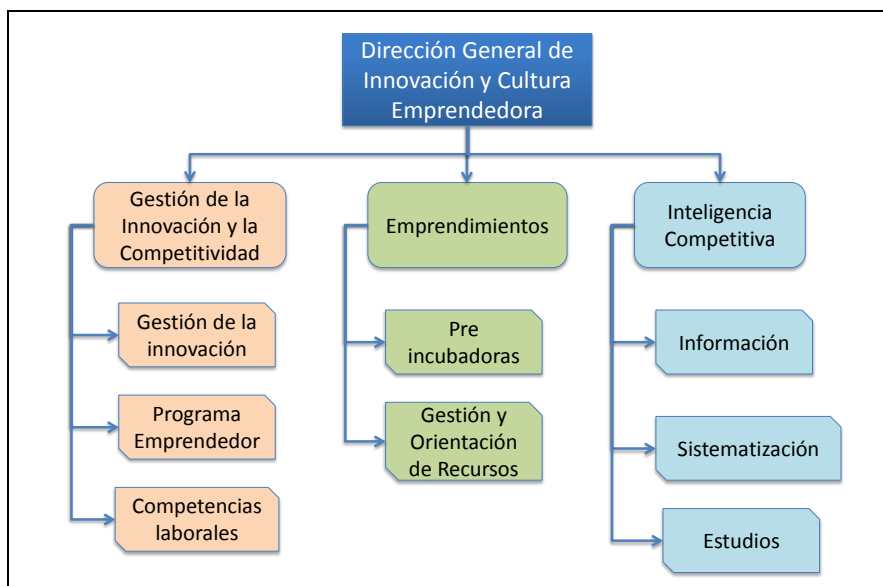 Dirección General de
Innovación y Cultura
Emprendedora
Gestión de la
Innovación y la
Competitividad
Gestión de la
innovación
Programa
Emprendedor
Competencias
laborales
Emprendimientos
Pre
incubadoras
Gestión y
Orientación
de Recursos
Inteligencia
Competitiva
Información
Sistematización
Estudios